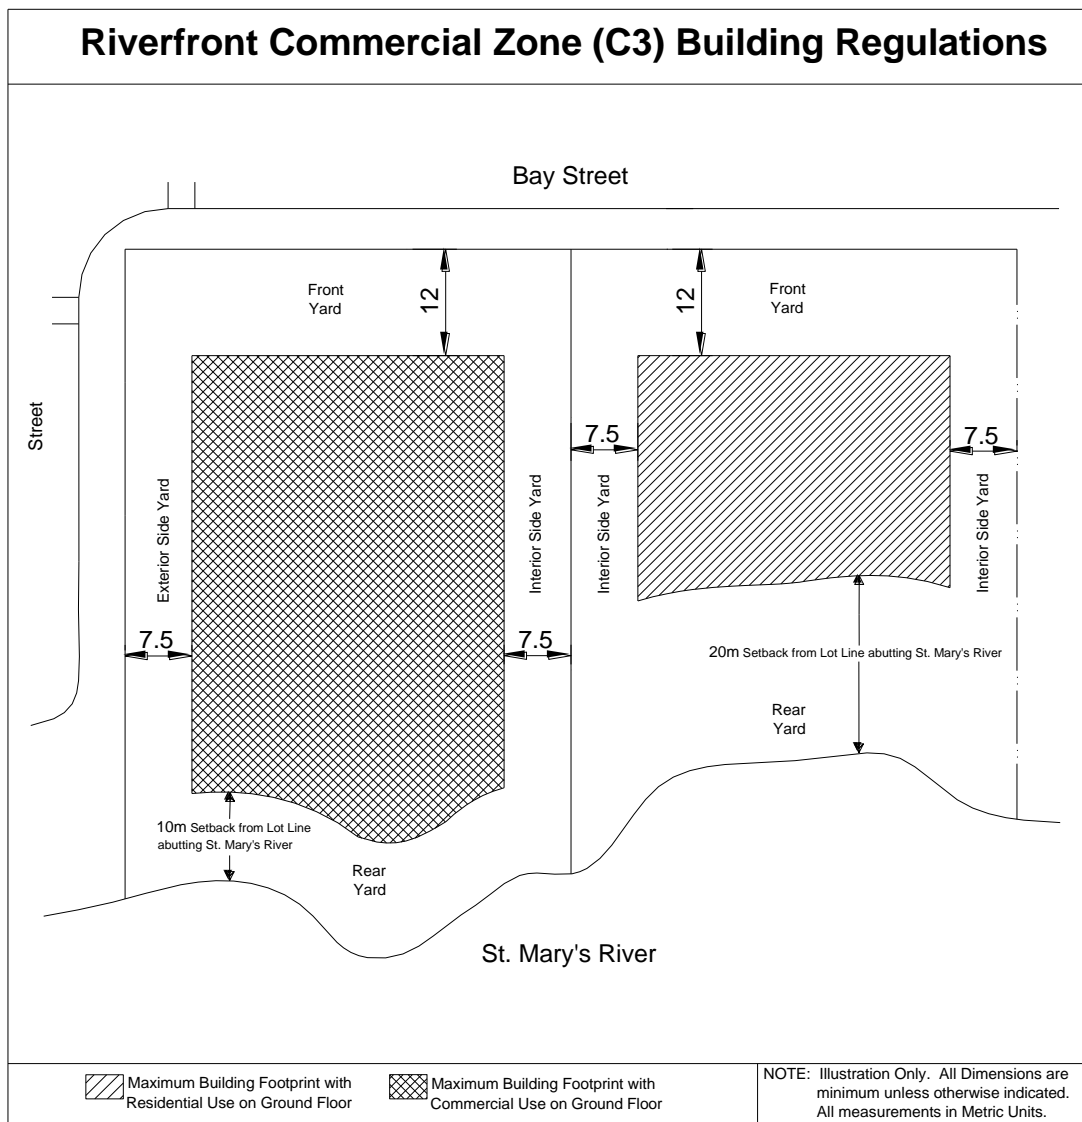 Riverfront Commercial Zone (C3) Building Regulations
Bay Street
Front
Yard
12
12
Front
Yard
Street
7.5
7.5
Exterior Side Yard
Interior Side Yard
Interior Side Yard
Interior Side Yard
7.5
7.5
20m Setback from Lot Line abutting St. Mary's River
Rear
Yard
10m Setback from Lot Line
abutting St. Mary's River
Rear
Yard
St. Mary's River
Maximum Building Footprint with
Residential Use on Ground Floor
Maximum Building Footprint with
Commercial Use on Ground Floor
NOTE: Illustration Only. All Dimensions are
minimum unless otherwise indicated.
All measurements in Metric Units.